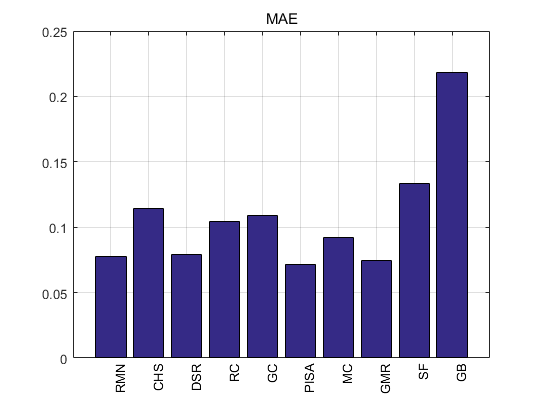 MAE
0.25
0.2
0.15
0.1
0.05
0
RMN
CHS
DSR
RC
GC
PISA
MC
GMR
SF
GB